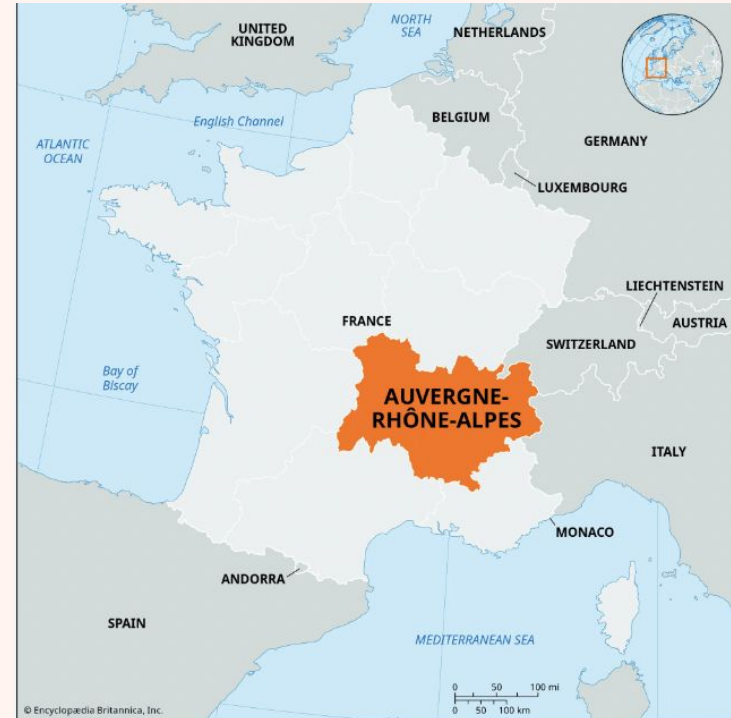 NORTH
SEA
UNITED
KINGDOM
NETHERLANDS
English Channel
BELGIUM
ATLANTIC
OCEAN
GERMANY
LUXEMBOURG
LIECHTENSTEIN
FRANCE
AUSTRIA
SWITZERLAND
Bay of
Biscay
AUVERGNE-
RHÔNE-ALPES
ITALY
MONACO
ANDORRA
SPAIN
MEDITERRANEAN SEA
0 50 100 mi
0 50 100 km
© Encyclopædia Britannica, Inc.